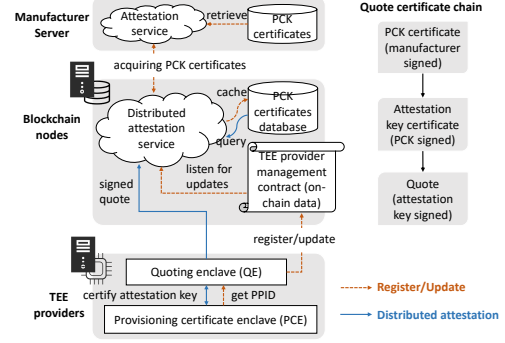 Manufacturer
Server
Attestation
service
retrieve
PCK
certificates
acquiring PCK certificates
Blockchain
nodes
Distributed
attestation
service
cache
query
PCK
certificates
database
signed
quote
listen for
updates
TEE provider
management
contract (on-
chain data)
register/update
TEE
providers
Quoting enclave (QE)
certify attestation key
get PPID
Provisioning certificate enclave (PCE)
Quote certificate chain
PCK certificate
(manufacturer
signed)
Attestation
key certificate
(PCK signed)
Quote
(attestation
key signed)
Register/Update
Distributed attestation